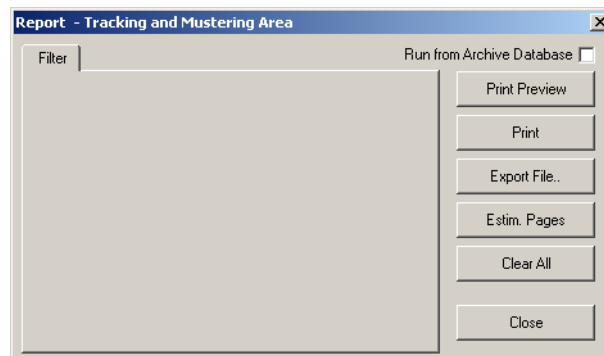 Report - Tracking and Mustering Area
Run from Archive Database
Filter
Print Preview
Print
Export File..
Estim. Pages
Clear All
Close